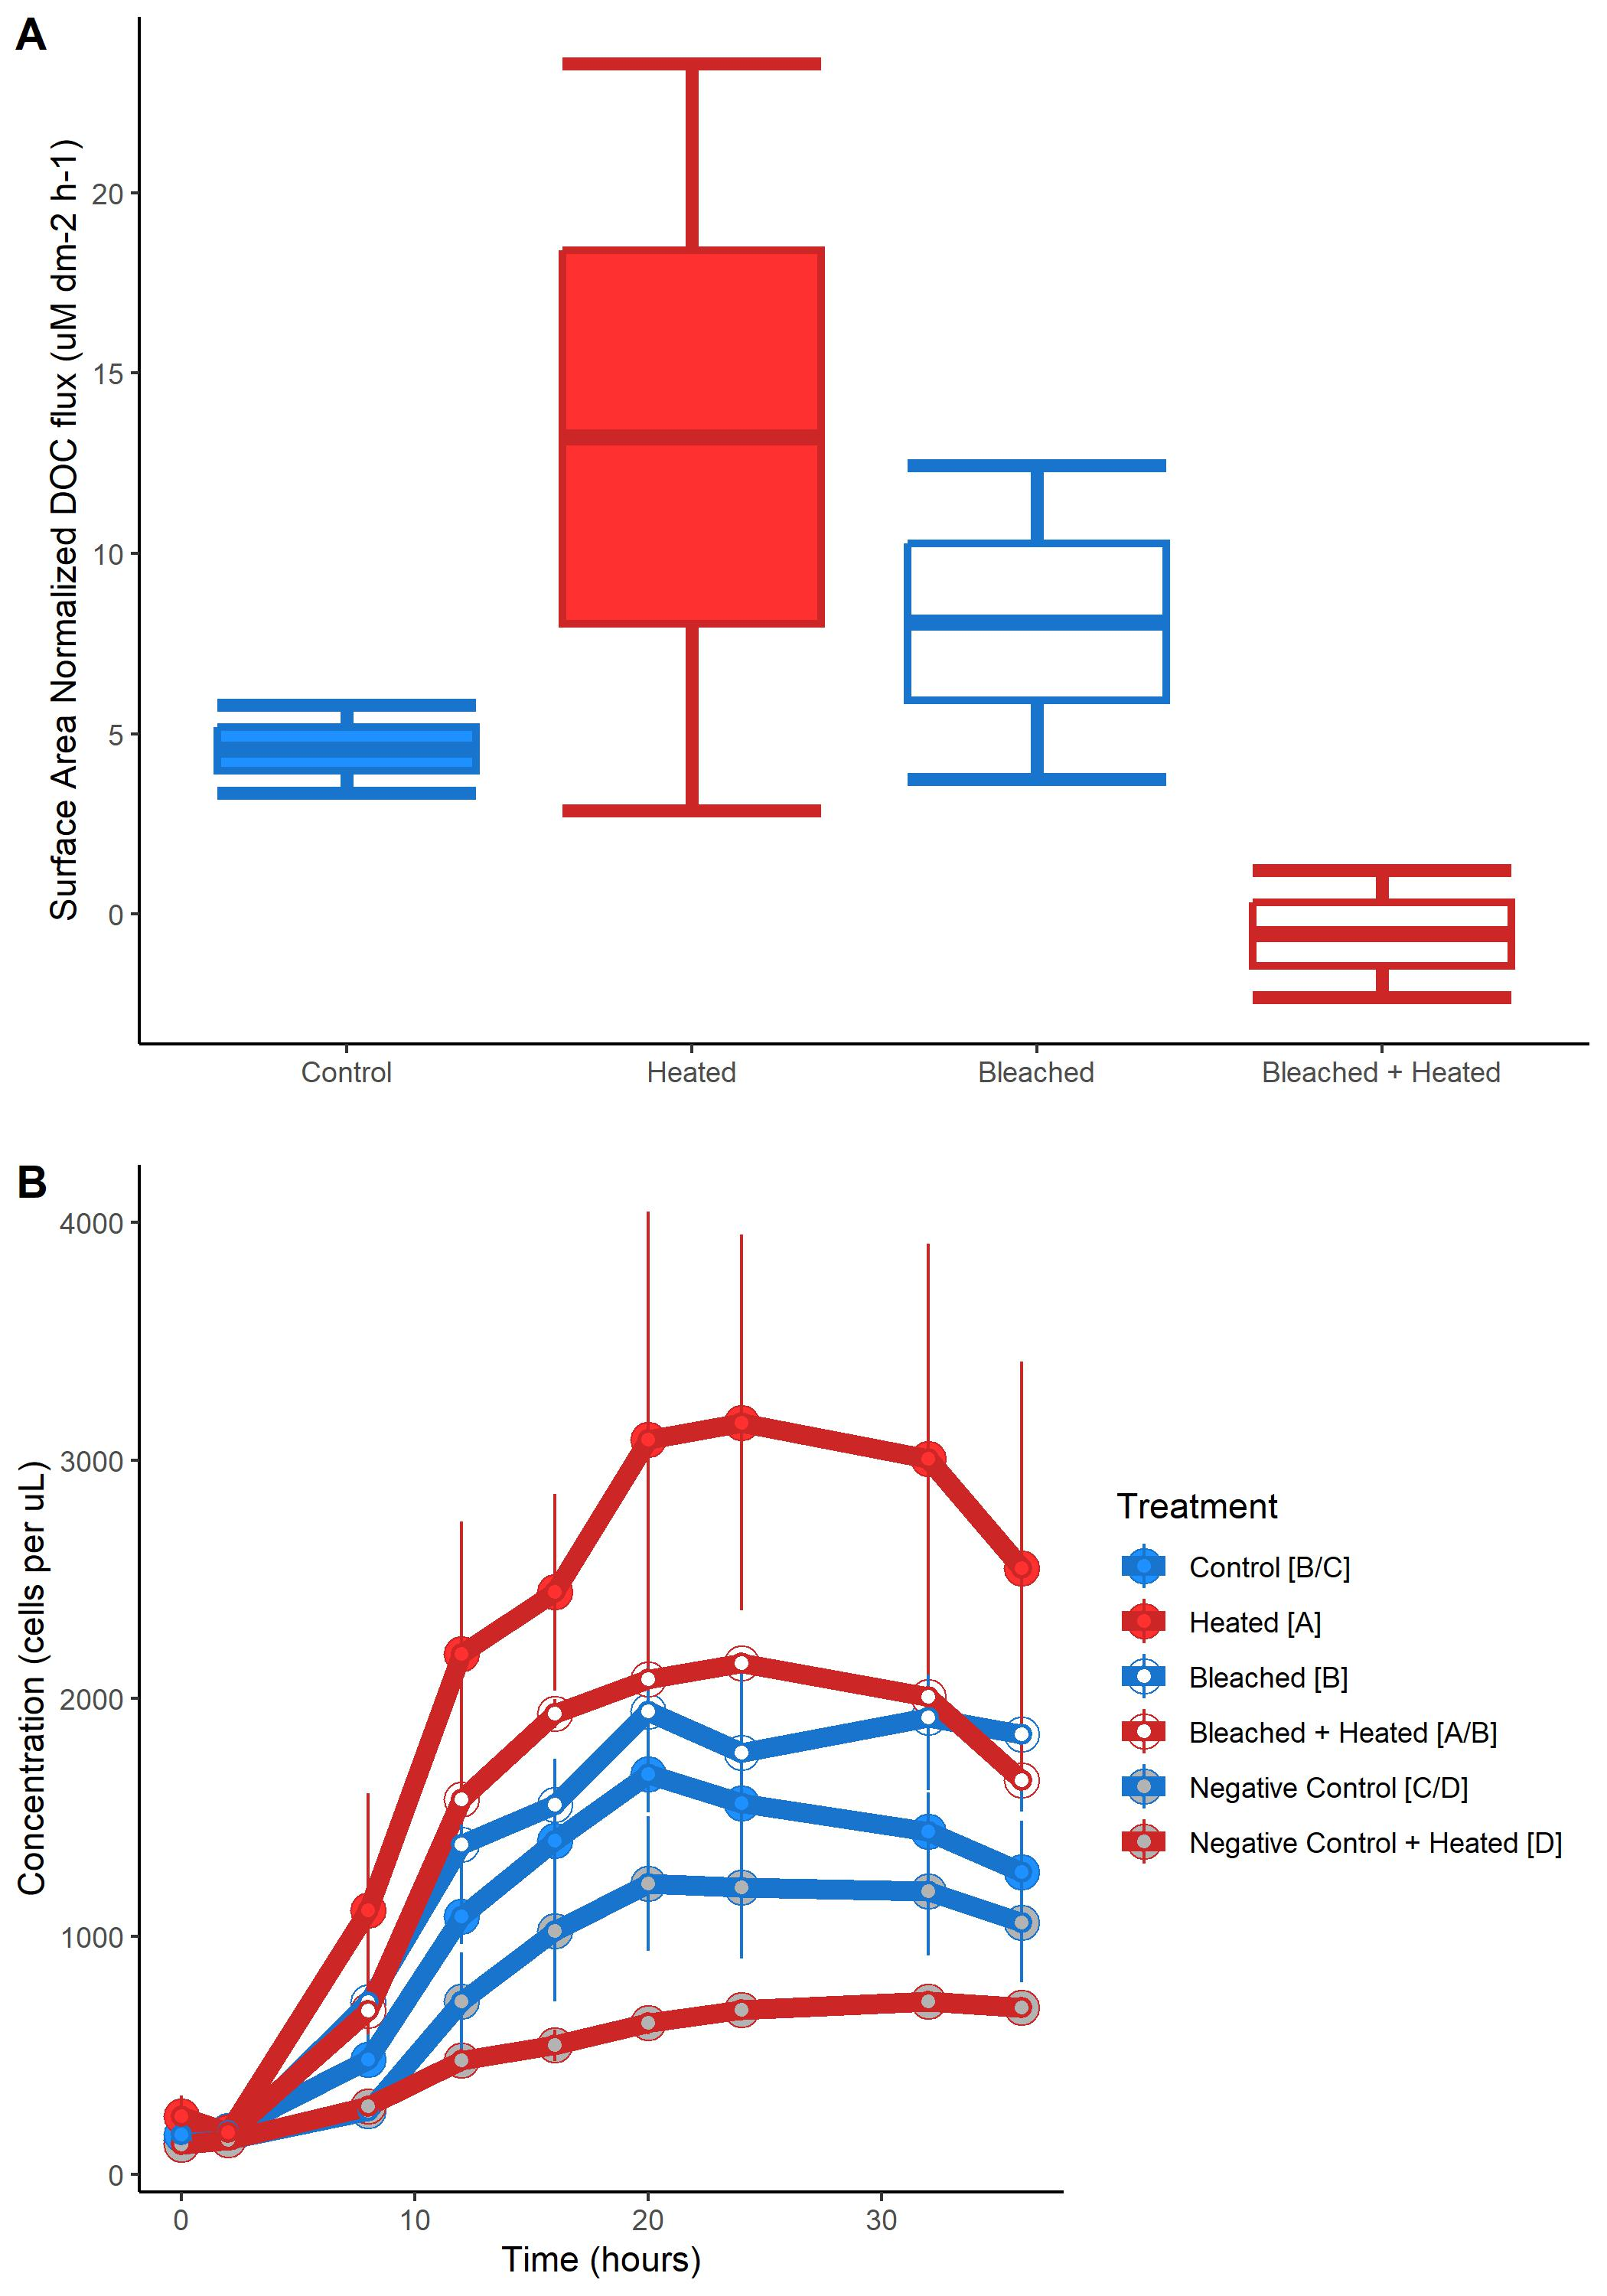 A
Surface Area Normalized DOC flux (uM dm-2 h-1)
20
15
10
5
0
Control
Heated
Bleached
Bleached + Heated
B
Concentration (cells per uL)
4000
3000
2000
1000
0
0
10
20
30
Time (hours)
Treatment
Control [B/C]
Heated [A]
Bleached [B]
Bleached + Heated [A/B]
Negative Control [C/D]
Negative Control + Heated [D]